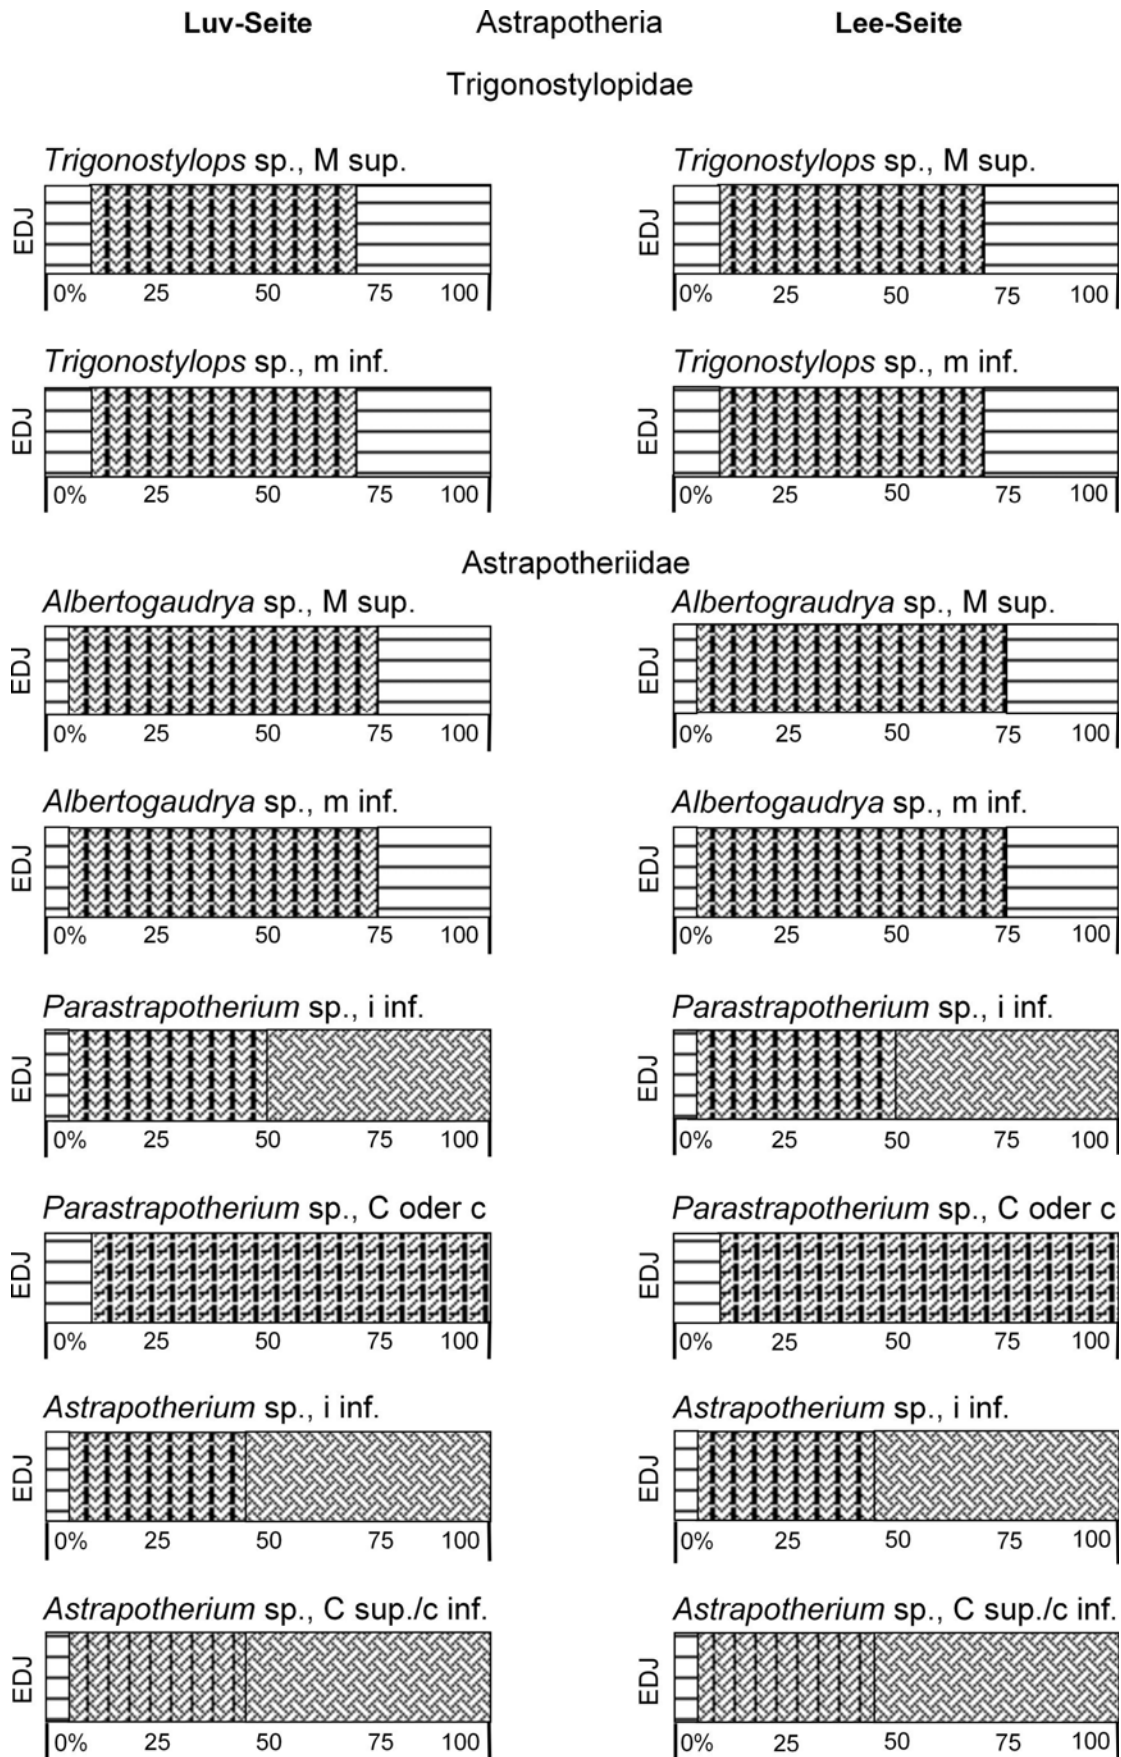 Luv-Seite Astrapotheria Lee-Seite
Trigonostylopidae
Trigonostylops sp., M sup. Trigonostylops sp., M sup.
EDJ EDJ
0% 25 50 75 100 0% 25 50 75 100
Trigonostylops sp., m inf. Trigonostylops sp., m inf.
EDJ EDJ
0% 25 50 75 100 0% 25 50 75 100
Astrapotheriidae
Albertogaudrya sp., M sup. Albertograudrya sp., M sup.
EDJ EDJ
0% 25 50 75 100 0% 25 50 75 100
Albertogaudrya sp., m inf. Albertogaudrya sp., m inf.
EDJ EDJ
0% 25 50 75 100 0% 25 50 75 100
Parastrapotherium sp., i inf. Parastrapotherium sp., i inf.
EDJ EDJ
0% 25 50 75 100 0% 25 50 75 100
Parastrapotherium sp., C oder c Parastrapotherium sp., C oder c
EDJ EDJ
0% 25 50 75 100 0% 25 50 75 100
Astrapotherium sp., i inf. Astrapotherium sp., i inf.
EDJ EDJ
0% 25 50 75 100 0% 25 50 75 100
Astrapotherium sp., C sup./c inf. Astrapotherium sp., C sup./c inf.
EDJ EDJ
0% 25 50 75 100 0% 25 50 75 100